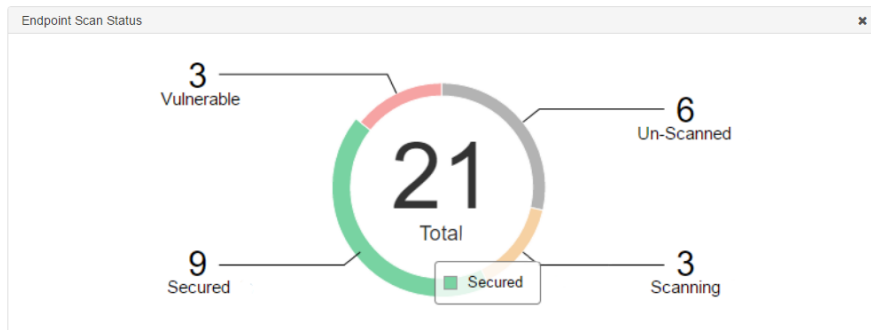 Endpoint Scan Status
3
Vulnerable
6
Un-Scanned
21
Total
9
Secured
3
Scanning
Secured